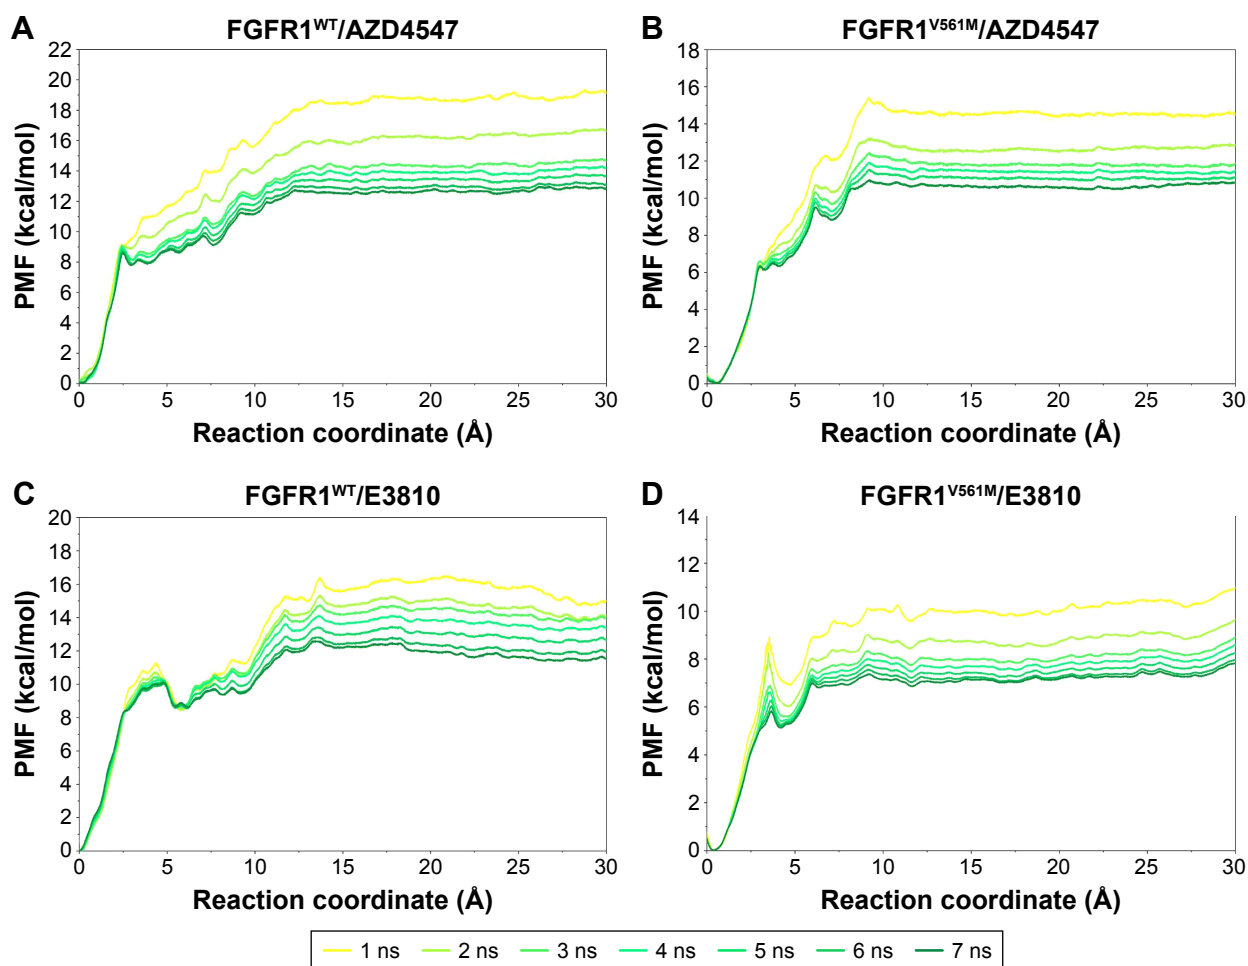 A
FGFR1WT/AZD4547
PMF (kcal/mol)
22
20
18
16
14
12
10
8
6
4
2
0
0 5 10 15 20 25 30
Reaction coordinate (Å)
B
FGFR1V561M/AZD4547
PMF (kcal/mol)
18
16
14
12
10
8
6
4
2
0
0 5 10 15 20 25 30
Reaction coordinate (Å)
C
FGFR1WT/E3810
PMF (kcal/mol)
20
18
16
14
12
10
8
6
4
2
0
0 5 10 15 20 25 30
Reaction coordinate (Å)
D
FGFR1V561M/E3810
PMF (kcal/mol)
14
12
10
8
6
4
2
0
0 5 10 15 20 25 30
Reaction coordinate (Å)
1 ns 2 ns 3 ns 4 ns 5 ns 6 ns 7 ns